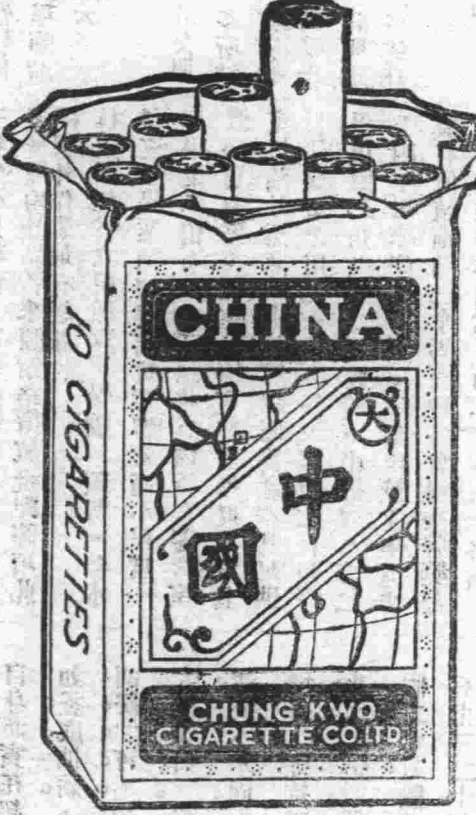 CHINA
大
中
國
CHUNG KWO
CIGARETTE CO. LTD.
10 CIGARETTES